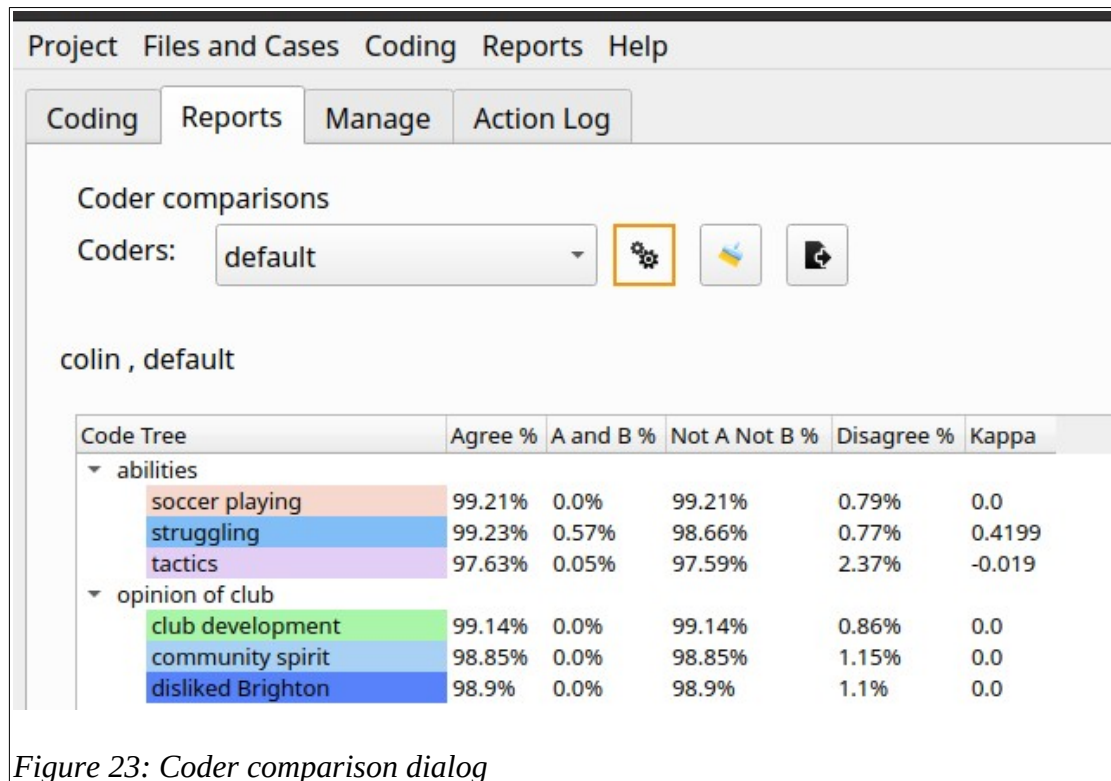 Project Files and Cases Coding Reports Help
Coding Reports Manage Action Log
Coder comparisons
Coders: default
colin , default
Code Tree Agree % A and B % Not A Not B % Disagree % Kappa
abilities
soccer playing 99.21% 0.0% 99.21% 0.79% 0.0
struggling 99.23% 0.57% 98.66% 0.77% 0.4199
tactics 97.63% 0.05% 97.59% 2.37% -0.019
opinion of club
club development 99.14% 0.0% 99.14% 0.86% 0.0
community spirit 98.85% 0.0% 98.85% 1.15% 0.0
disliked Brighton 98.9% 0.0% 98.9% 1.1% 0.0
Figure 23: Coder comparison dialog